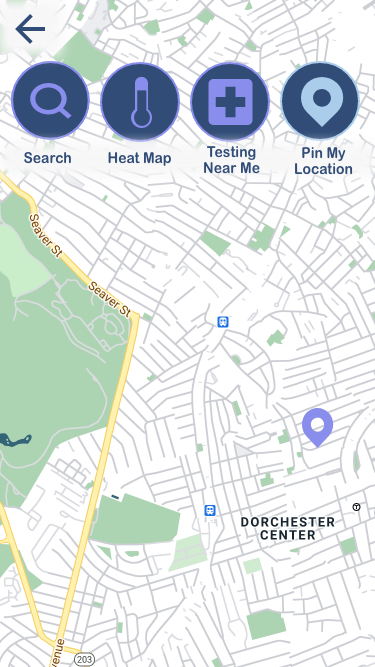 Search
Heat Map
Testing
Near Me
Pin My
Location
Seaver St
Seaver St
DORCHESTER
CENTER
T
203